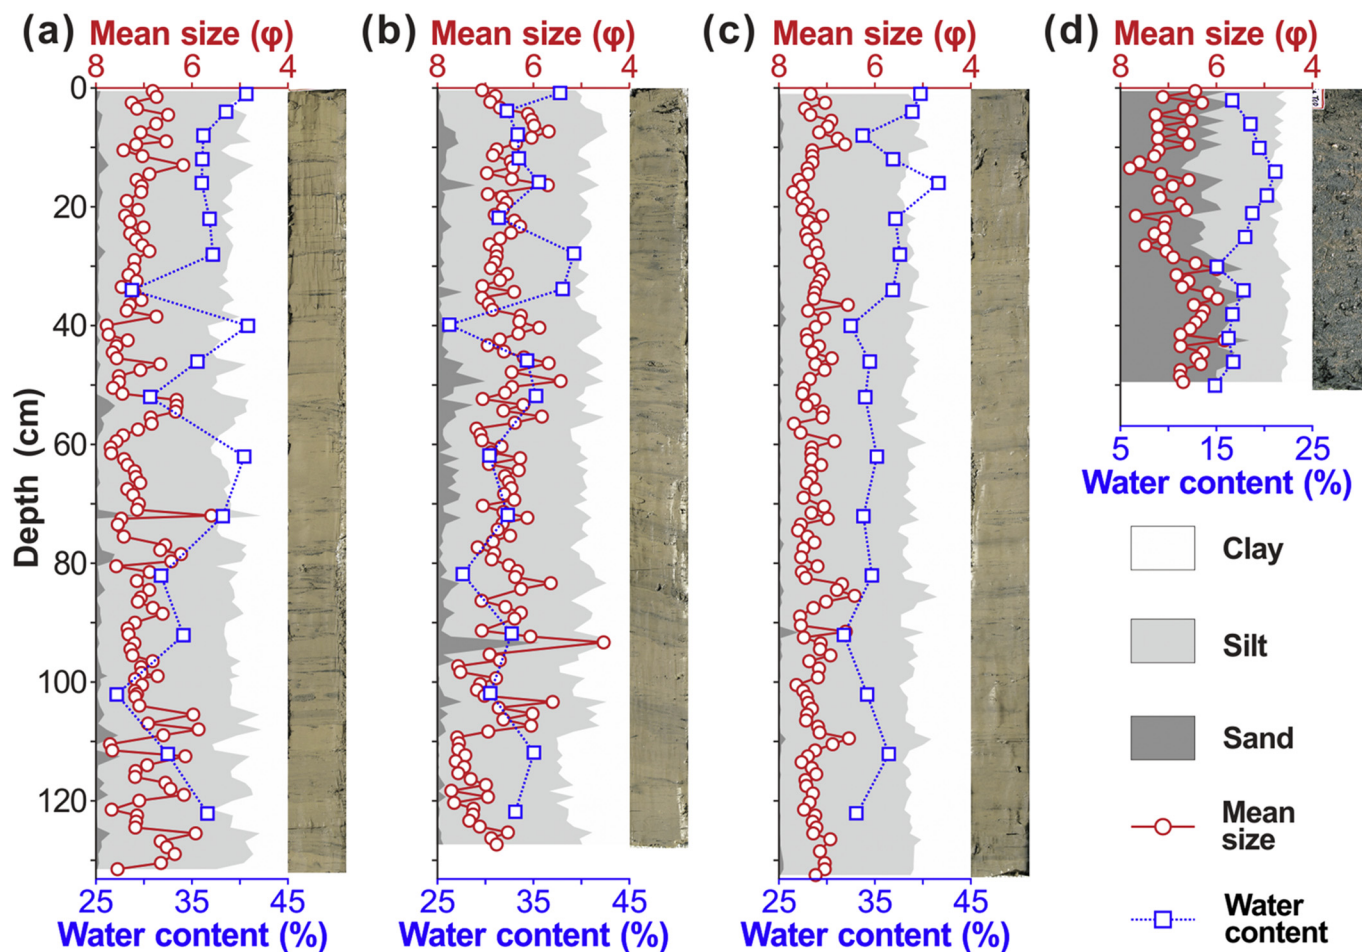 (a) Mean size (φ) (b) Mean size (φ) (c) Mean size (φ) (d) Mean size (φ)
8 6 4 8 6 4 8 6 4 8 6 4
0
20
40
60
80
100
120
Depth (cm)
5 15 25
Water content (%)
Clay
Silt
Sand
Mean
size
Water
content
25 35 45 25 35 45 25 35 45
Water content (%) Water content (%) Water content (%)